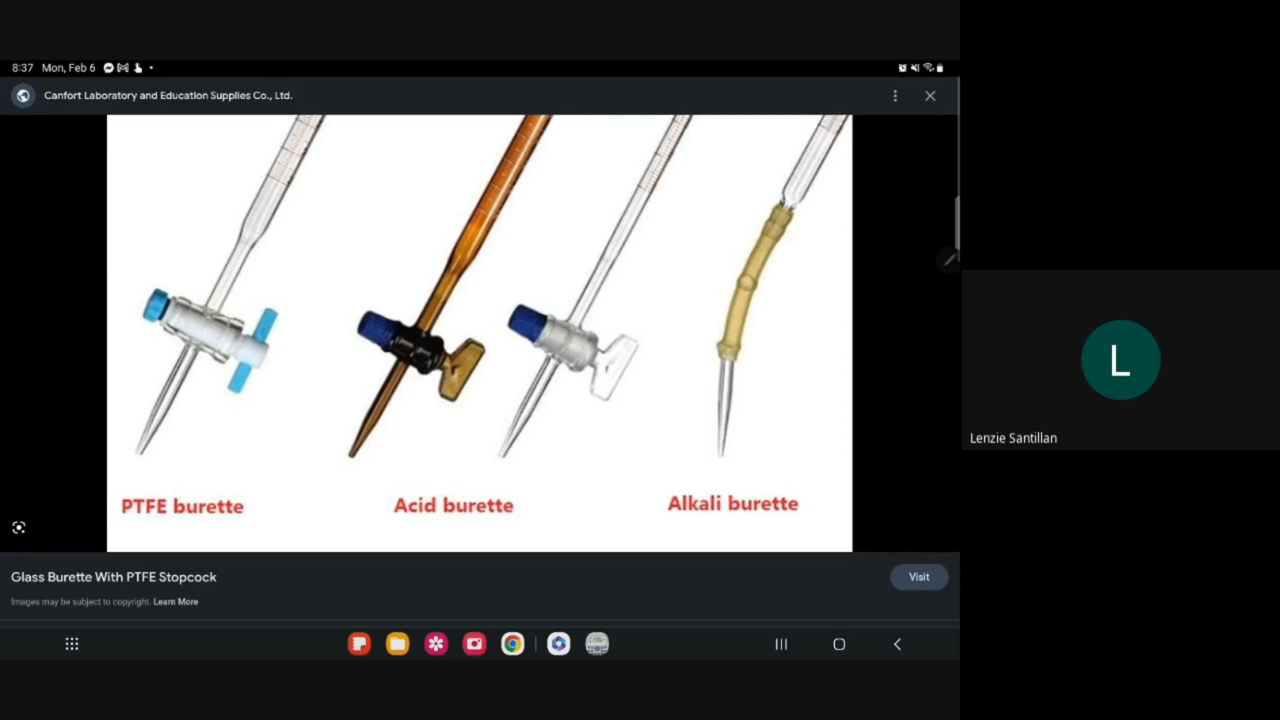 8:37 Mon, Feb 6
Canfort Laboratory and Education Supplies Co., Ltd.
PTFE burette
Acid burette
Alkali burette
Glass Burette With PTFE Stopcock
Visit
Images may be subject to copyright. Learn More
L
Lenzie Santillan